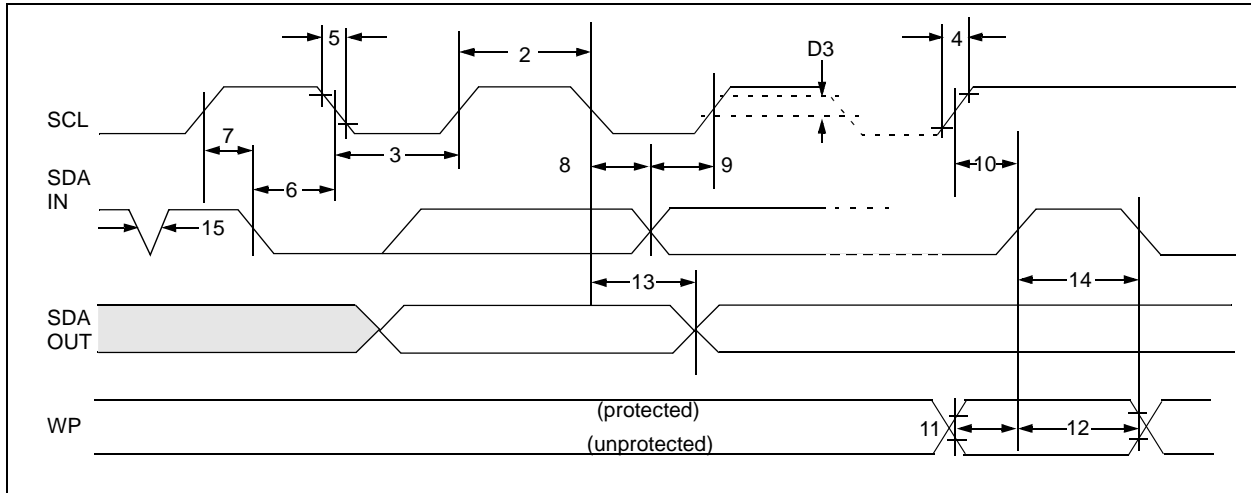 5
2
D3
4
SCL
7
3
8
9
10
SDA
IN
6
15
13
14
SDA
OUT
WP
(protected)
(unprotected)
11
12